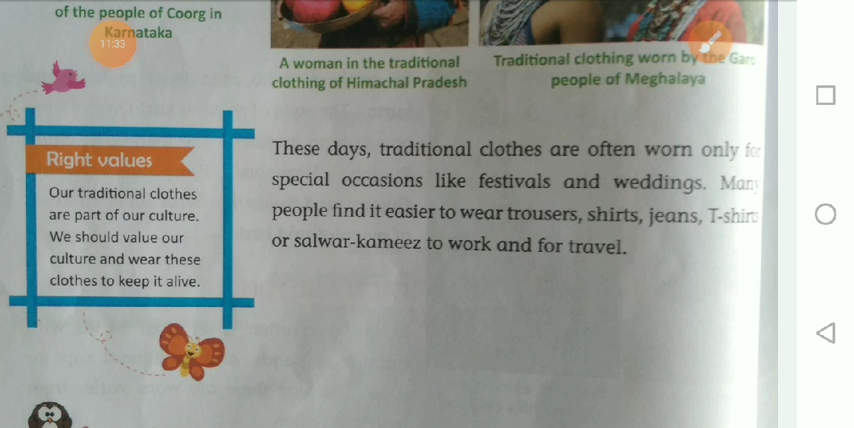 of the people of Coorg in
Karnataka
11:33
A woman in the traditional
clothing of Himachal Pradesh
Traditional clothing worn by the Garo
people of Meghalaya
Right values
Our traditional clothes
are part of our culture.
We should value our
culture and wear these
clothes to keep it alive.
These days, traditional clothes are often worn only for
special occasions like festivals and weddings. Many
people find it easier to wear trousers, shirts, jeans, T-shirts
or salwar-kameez to work and for travel.